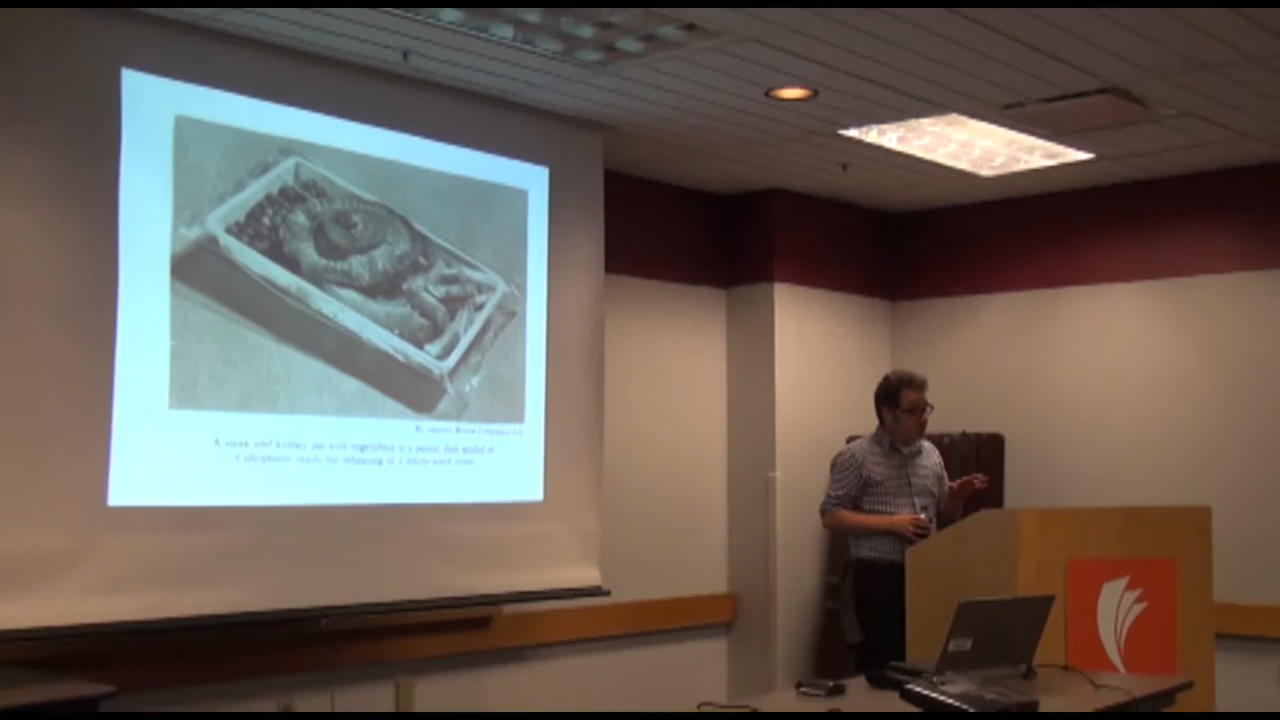 A steak and kidney pie with vegetables in a plastic dish sealed in
Cellophane ready for reheating in a micro-wave oven